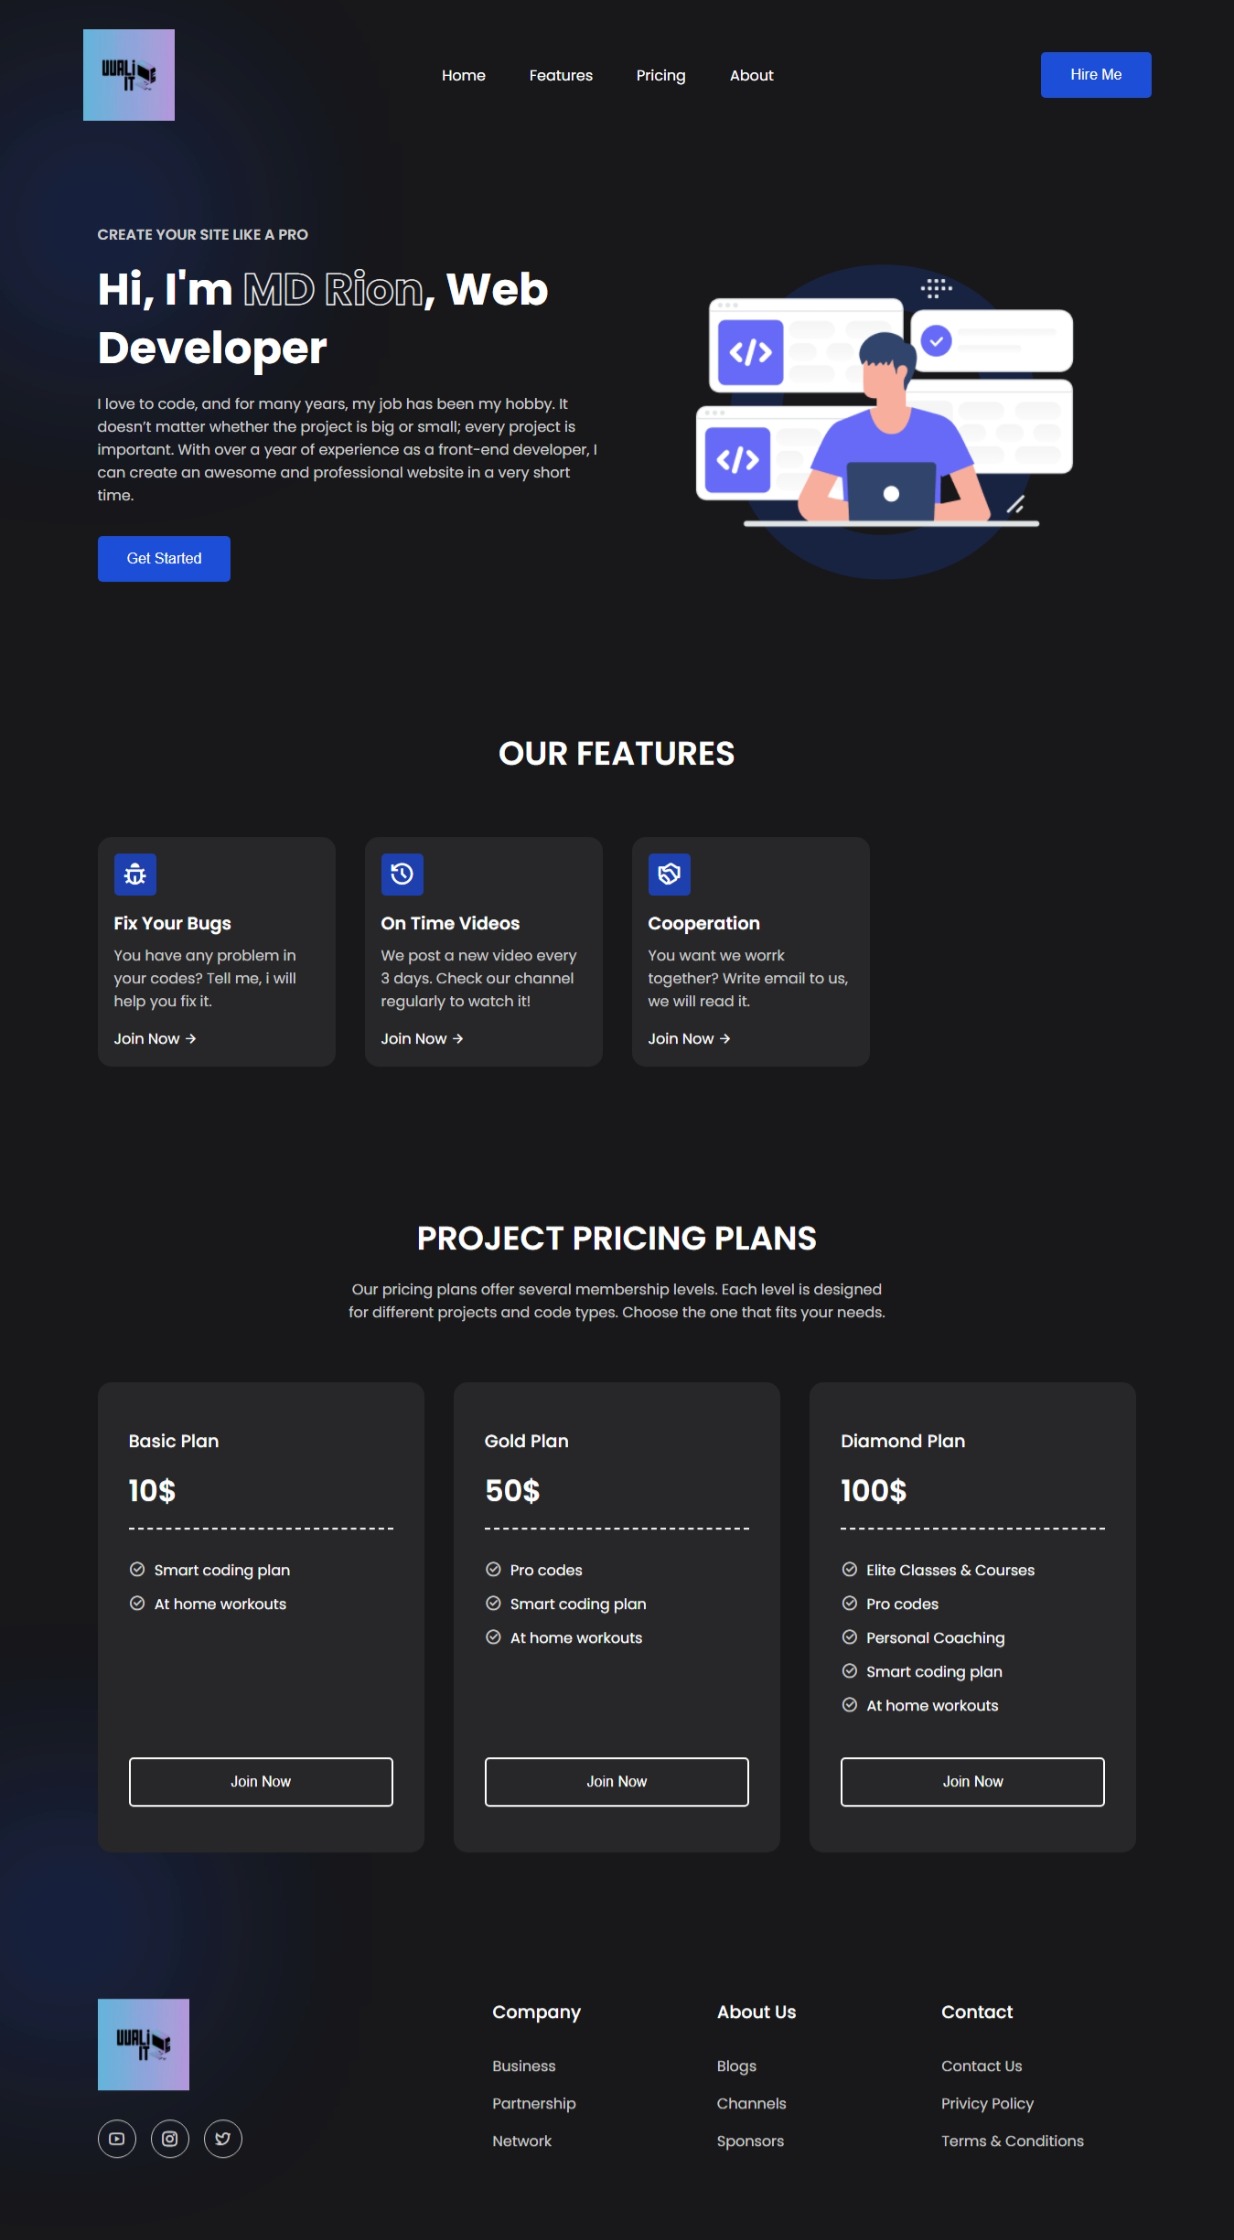 UUALi
IT
Home Features Pricing About Hire Me
CREATE YOUR SITE LIKE A PRO
Hi, I'm MD Rion, Web
Developer
I love to code, and for many years, my job has been my hobby. It
doesn't matter whether the project is big or small; every project is
important. With over a year of experience as a front-end developer, I
can create an awesome and professional website in a very short
time.
Get Started
OUR FEATURES
Fix Your Bugs
You have any problem in
your codes? Tell me, i will
help you fix it.
Join Now →
On Time Videos
We post a new video every
3 days. Check our channel
regularly to watch it!
Join Now →
Cooperation
You want we worrk
together? Write email to us,
we will read it.
Join Now →
PROJECT PRICING PLANS
Our pricing plans offer several membership levels. Each level is designed
for different projects and code types. Choose the one that fits your needs.
Basic Plan
10$
Smart coding plan
At home workouts
Join Now
Gold Plan
50$
Pro codes
Smart coding plan
At home workouts
Join Now
Diamond Plan
100$
Elite Classes & Courses
Pro codes
Personal Coaching
Smart coding plan
At home workouts
Join Now
UUALi
IT
Company
Business
Partnership
Network
About Us
Blogs
Channels
Sponsors
Contact
Contact Us
Privicy Policy
Terms & Conditions